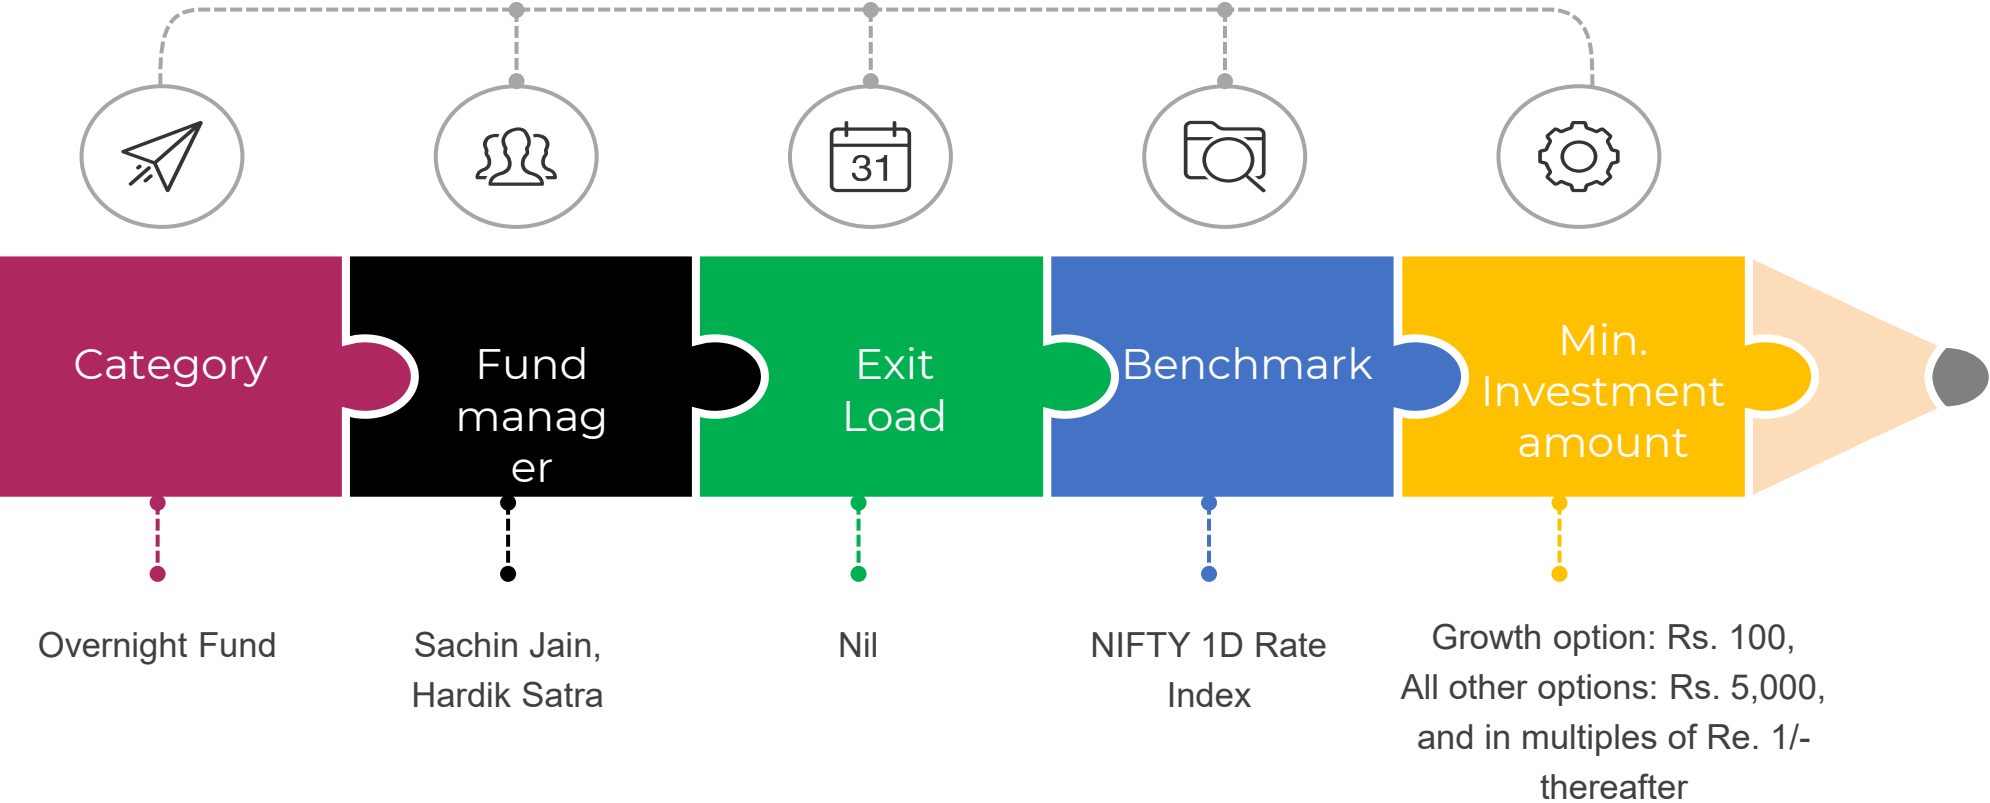 31
Category
Fund
manag
er
Exit
Load
Benchmark
Min.
Investment
amount
Overnight Fund
Sachin Jain,
Hardik Satra
Nil
NIFTY 1D Rate
Index
Growth option: Rs. 100,
All other options: Rs. 5,000,
and in multiples of Re. 1/-
thereafter